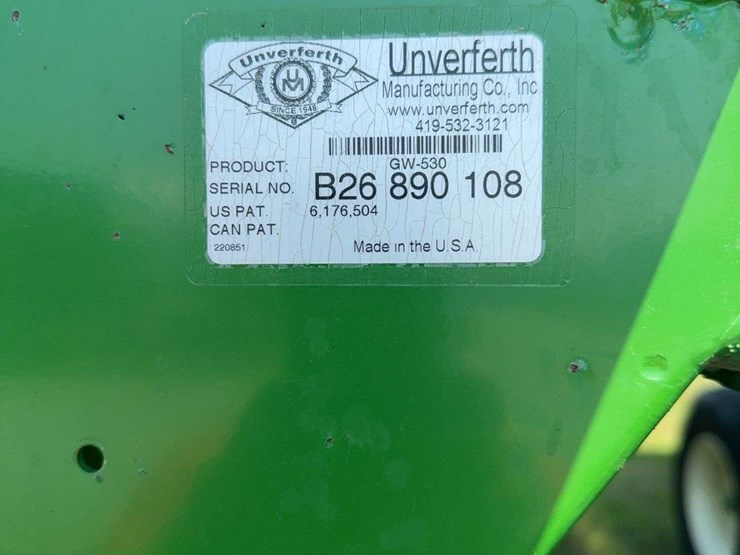 Unverferth
UM
SINCE 1948
Unverferth
Manufacturing Co., Inc
www.unverferth.com
419-532-3121
PRODUCT: GW-530
SERIAL NO. B26 890 108
US PAT. 6,176,504
CAN PAT.
220851 Made in the U.S.A.